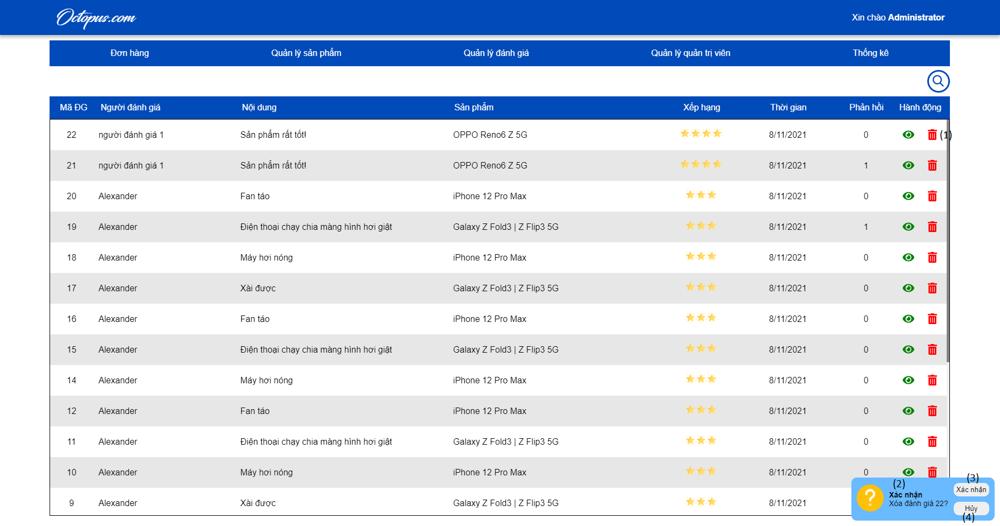 Octopus.com
Xin chào Administrator
Đơn hàng Quản lý sản phẩm Quản lý đánh giá Quản lý quản trị viên Thống kê
Mã ĐG Người đánh giá Nội dung Sản phẩm Xếp hạng Thời gian Phản hồi Hành động
22 người đánh giá 1 Sản phẩm rất tốt! OPPO Reno6 Z 5G 8/11/2021 0 (1)
21 người đánh giá 1 Sản phẩm rất tốt! OPPO Reno6 Z 5G 8/11/2021 1
20 Alexander Fan táo iPhone 12 Pro Max 8/11/2021 0
19 Alexander Điện thoại chạy chia màng hình hơi giật Galaxy Z Fold3 | Z Flip3 5G 8/11/2021 1
18 Alexander Máy hơi nóng iPhone 12 Pro Max 8/11/2021 0
17 Alexander Xài được Galaxy Z Fold3 | Z Flip3 5G 8/11/2021 0
16 Alexander Fan táo iPhone 12 Pro Max 8/11/2021 0
15 Alexander Điện thoại chạy chia màng hình hơi giật Galaxy Z Fold3 | Z Flip3 5G 8/11/2021 0
14 Alexander Máy hơi nóng iPhone 12 Pro Max 8/11/2021 0
12 Alexander Fan táo iPhone 12 Pro Max 8/11/2021 0
11 Alexander Điện thoại chạy chia màng hình hơi giật Galaxy Z Fold3 | Z Flip3 5G 8/11/2021 0
10 Alexander Máy hơi nóng iPhone 12 Pro Max 8/11/2021 0
9 Alexander Xài được Galaxy Z Fold3 | Z Flip3 5G 8/11/2021
(2)
Xác nhận
Xóa đánh giá 22?
(3)
Xác nhận
Hủy
(4)